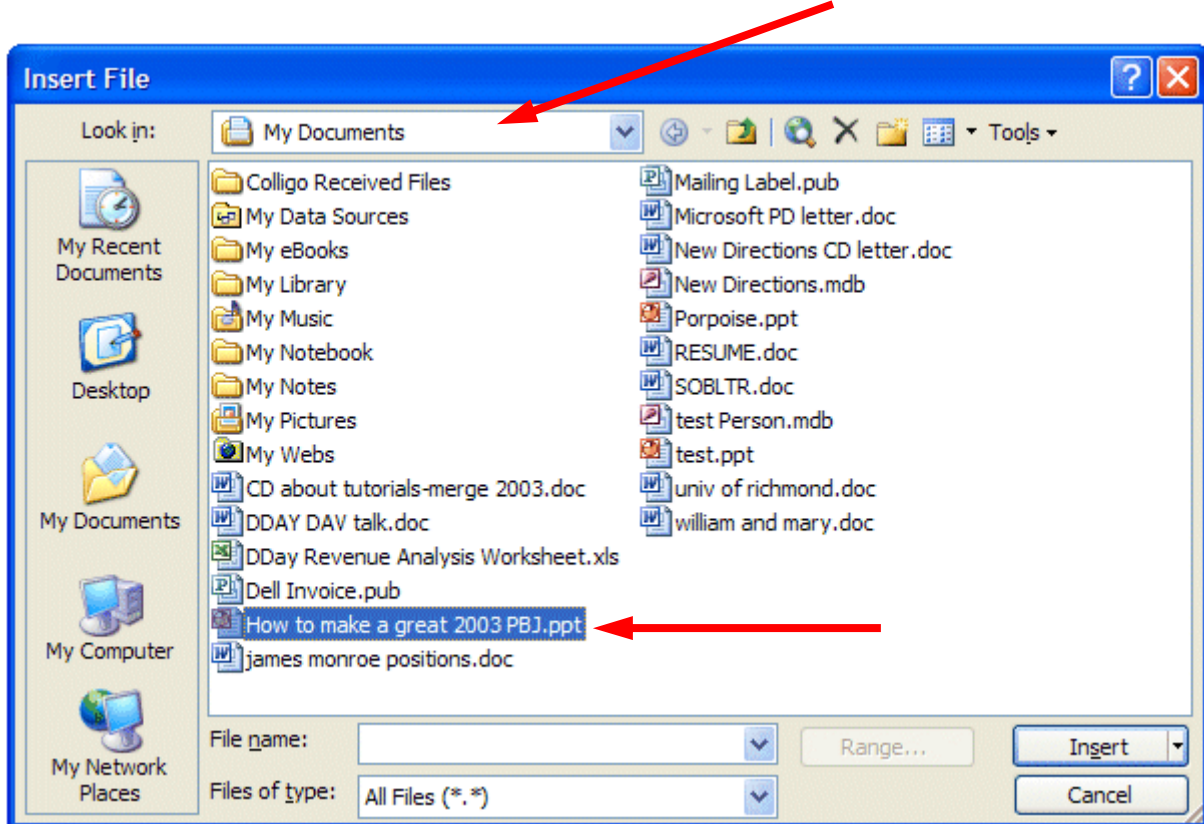 Insert File
Look in:
My Documents
Tools
My Recent
Documents
Desktop
My Documents
My Computer
My Network
Places
Colligo Received Files
My Data Sources
My eBooks
My Library
My Music
My Notebook
My Notes
My Pictures
My Webs
CD about tutorials-merge 2003.doc
DDAY DAV talk.doc
DDay Revenue Analysis Worksheet.xls
Dell Invoice.pub
How to make a great 2003 PBJ.ppt
james monroe positions.doc
Mailing Label.pub
Microsoft PD letter.doc
New Directions CD letter.doc
New Directions.mdb
Porpoise.ppt
RESUME.doc
SOBLTR.doc
test Person.mdb
test.ppt
univ of richmond.doc
william and mary.doc
File name:
Range...
Insert
Files of type:
All Files (*.*)
Cancel